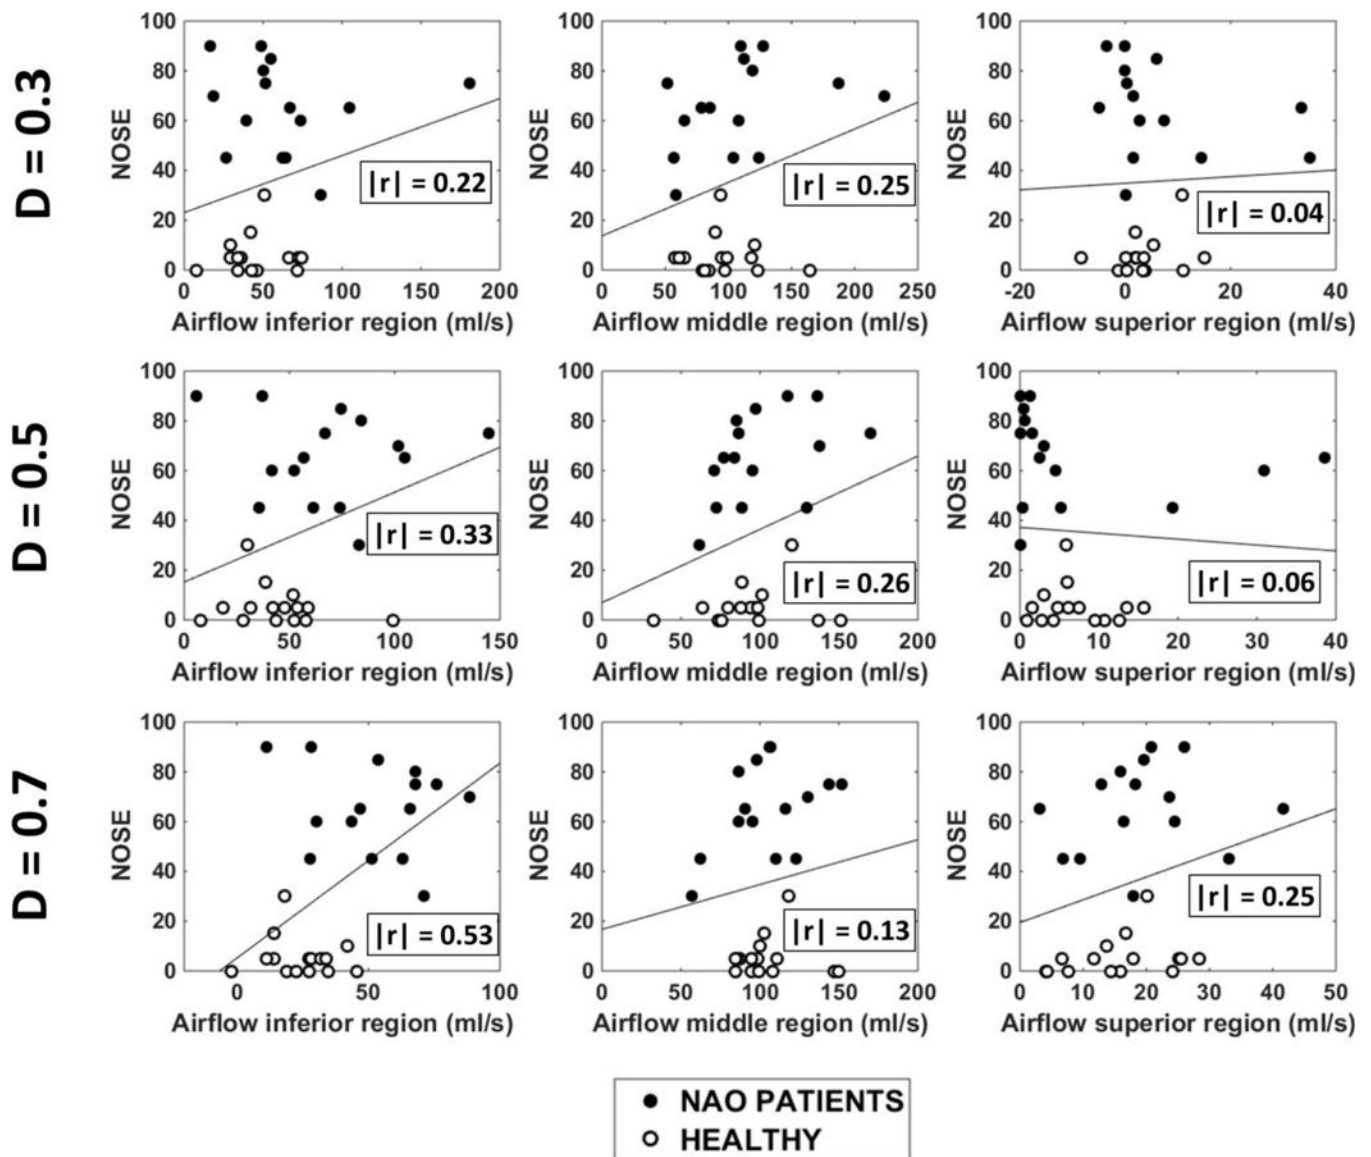 D = 0.3
NOSE
100
80
60
40
20
0
|r| = 0.22
0 50 100 150 200
Airflow inferior region (ml/s)
NOSE
100
80
60
40
20
0
|r| = 0.25
0 50 100 150 200 250
Airflow middle region (ml/s)
NOSE
100
80
60
40
20
0
|r| = 0.04
-20 0 20 40
Airflow superior region (ml/s)
D = 0.5
NOSE
100
80
60
40
20
0
|r| = 0.33
0 50 100 150
Airflow inferior region (ml/s)
NOSE
100
80
60
40
20
0
|r| = 0.26
0 50 100 150 200
Airflow middle region (ml/s)
NOSE
100
80
60
40
20
0
|r| = 0.06
0 10 20 30 40
Airflow superior region (ml/s)
D = 0.7
NOSE
100
80
60
40
20
0
|r| = 0.53
0 50 100
Airflow inferior region (ml/s)
NOSE
100
80
60
40
20
0
|r| = 0.13
0 50 100 150 200
Airflow middle region (ml/s)
NOSE
100
80
60
40
20
0
|r| = 0.25
0 10 20 30 40 50
Airflow superior region (ml/s)
NAO PATIENTS
HEALTHY